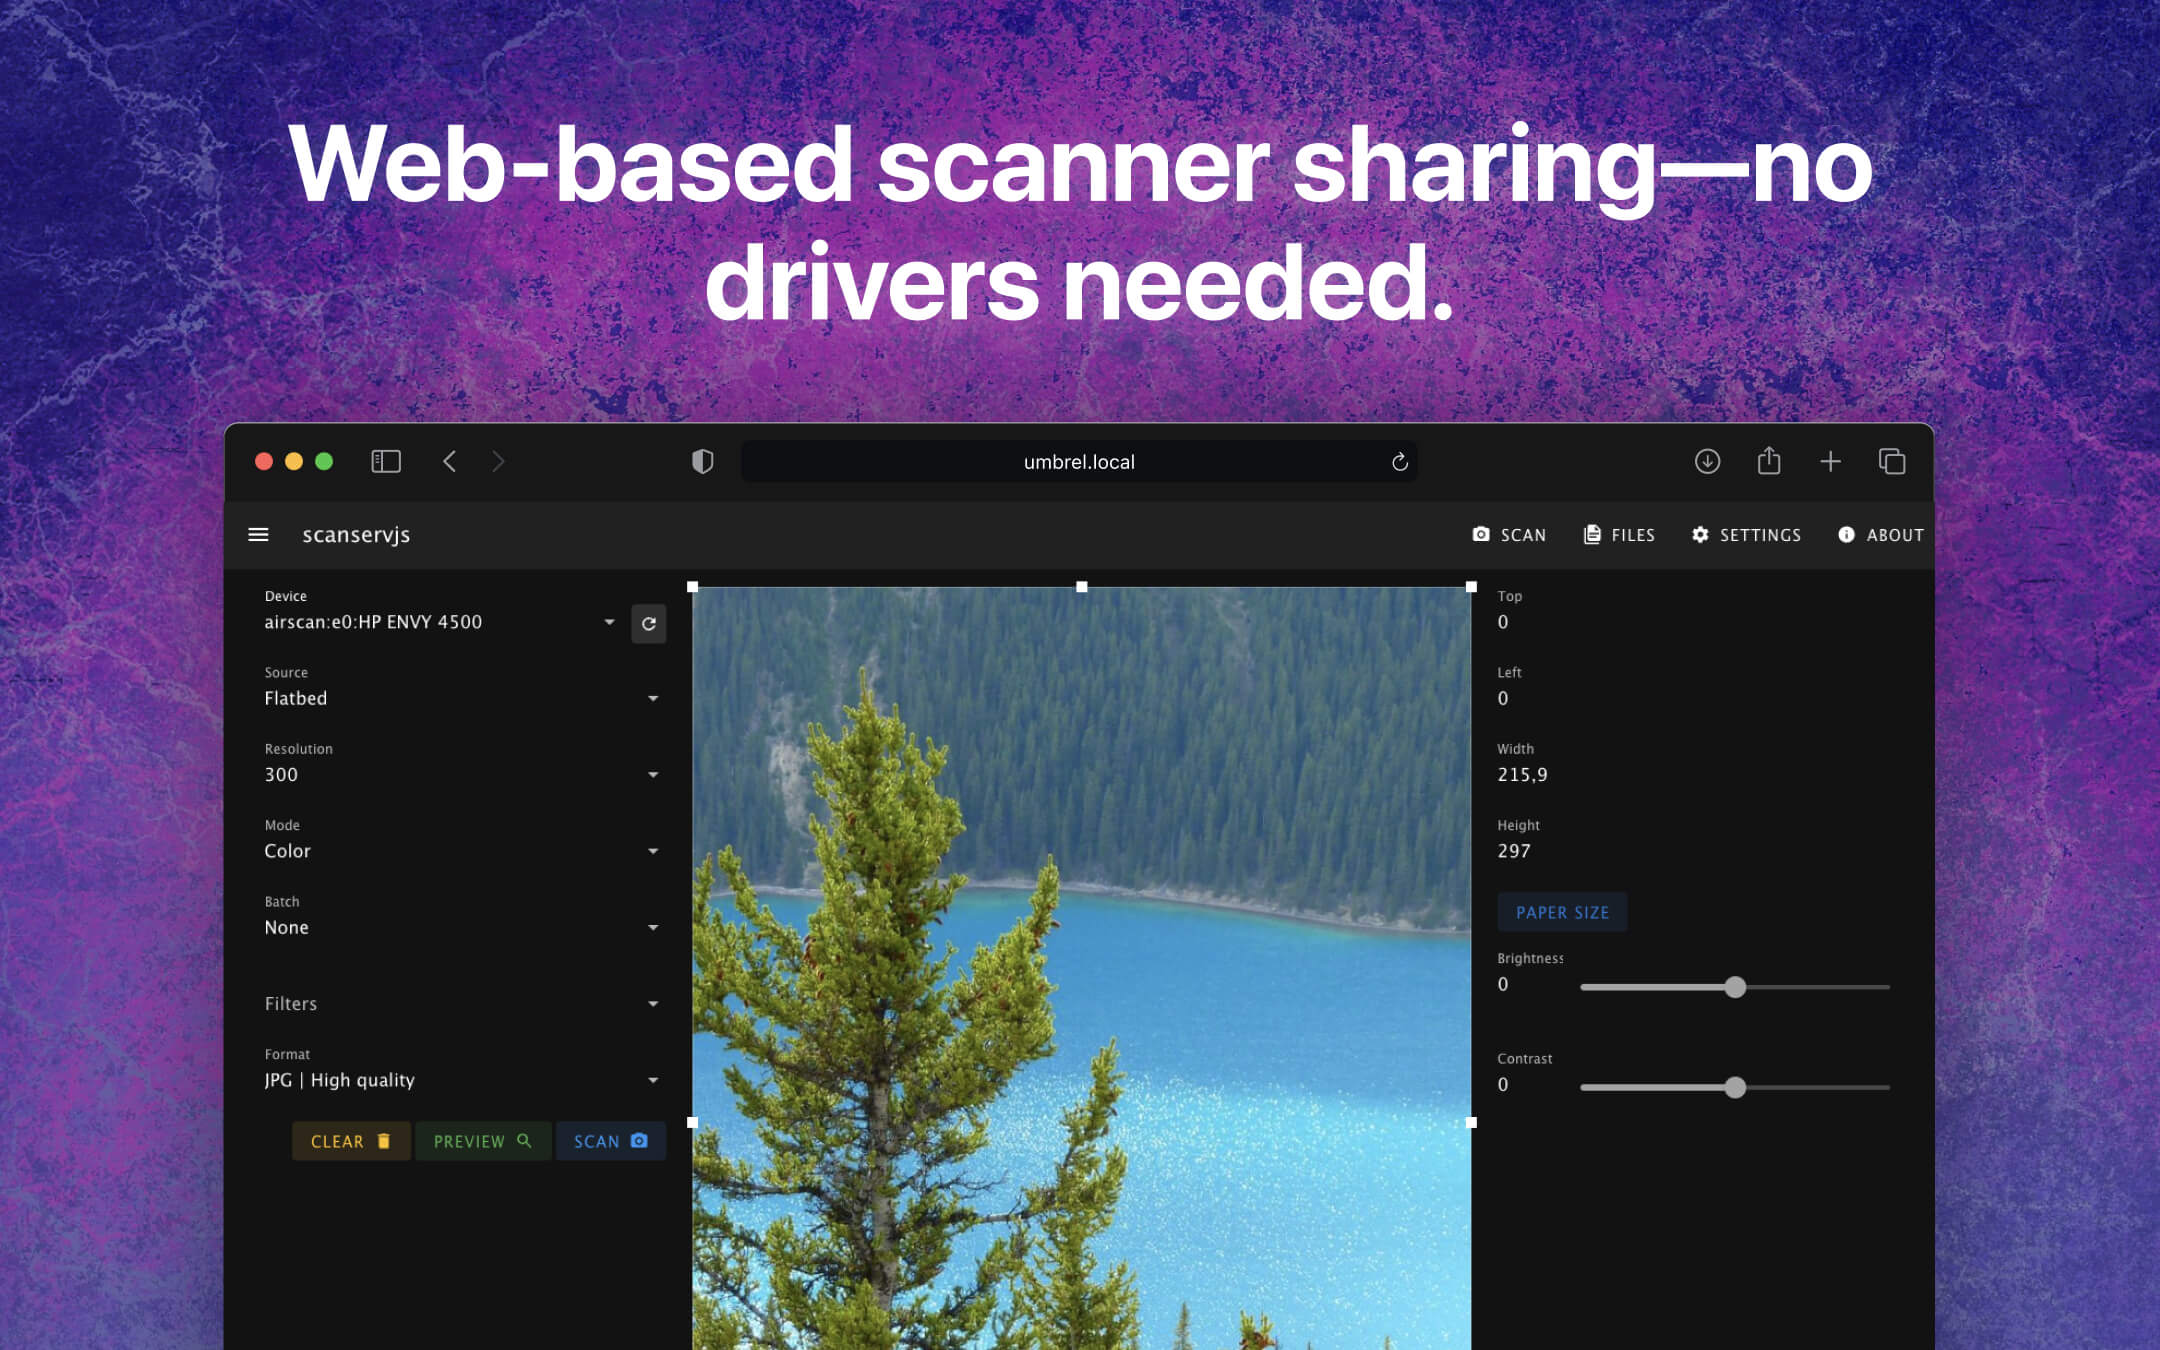 Web-based scanner sharing—no
drivers needed.
umbrel.local
scanservjs
SCAN
FILES
SETTINGS
ABOUT
Device
airscan:e0:HP ENVY 4500
Source
Flatbed
Resolution
300
Mode
Color
Batch
None
Filters
Format
JPG | High quality
CLEAR
PREVIEW
SCAN
Top
0
Left
0
Width
215,9
Height
297
PAPER SIZE
Brightness
0
Contrast
0